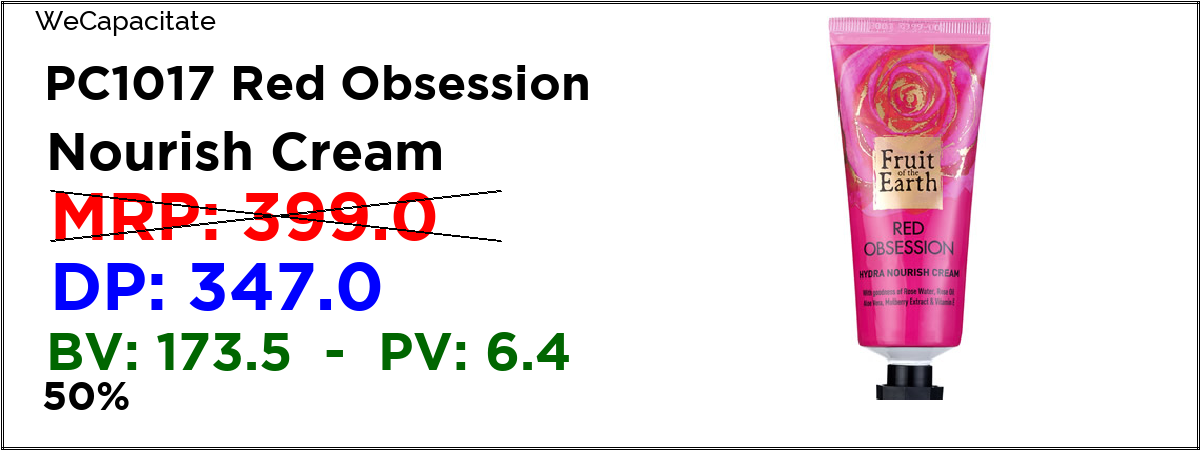 WeCapacitate
PC1017 Red Obsession
Nourish Cream
MRP: 399.0
DP: 347.0
BV: 173.5 - PV: 6.4
50%
Fruit
of the
Earth
RED
OBSESSION
HYDRA NOURISH CREAM
With goodness of Rose Water, Rose Oil
Aloe Vera, Mulberry Extract & Vitamin E